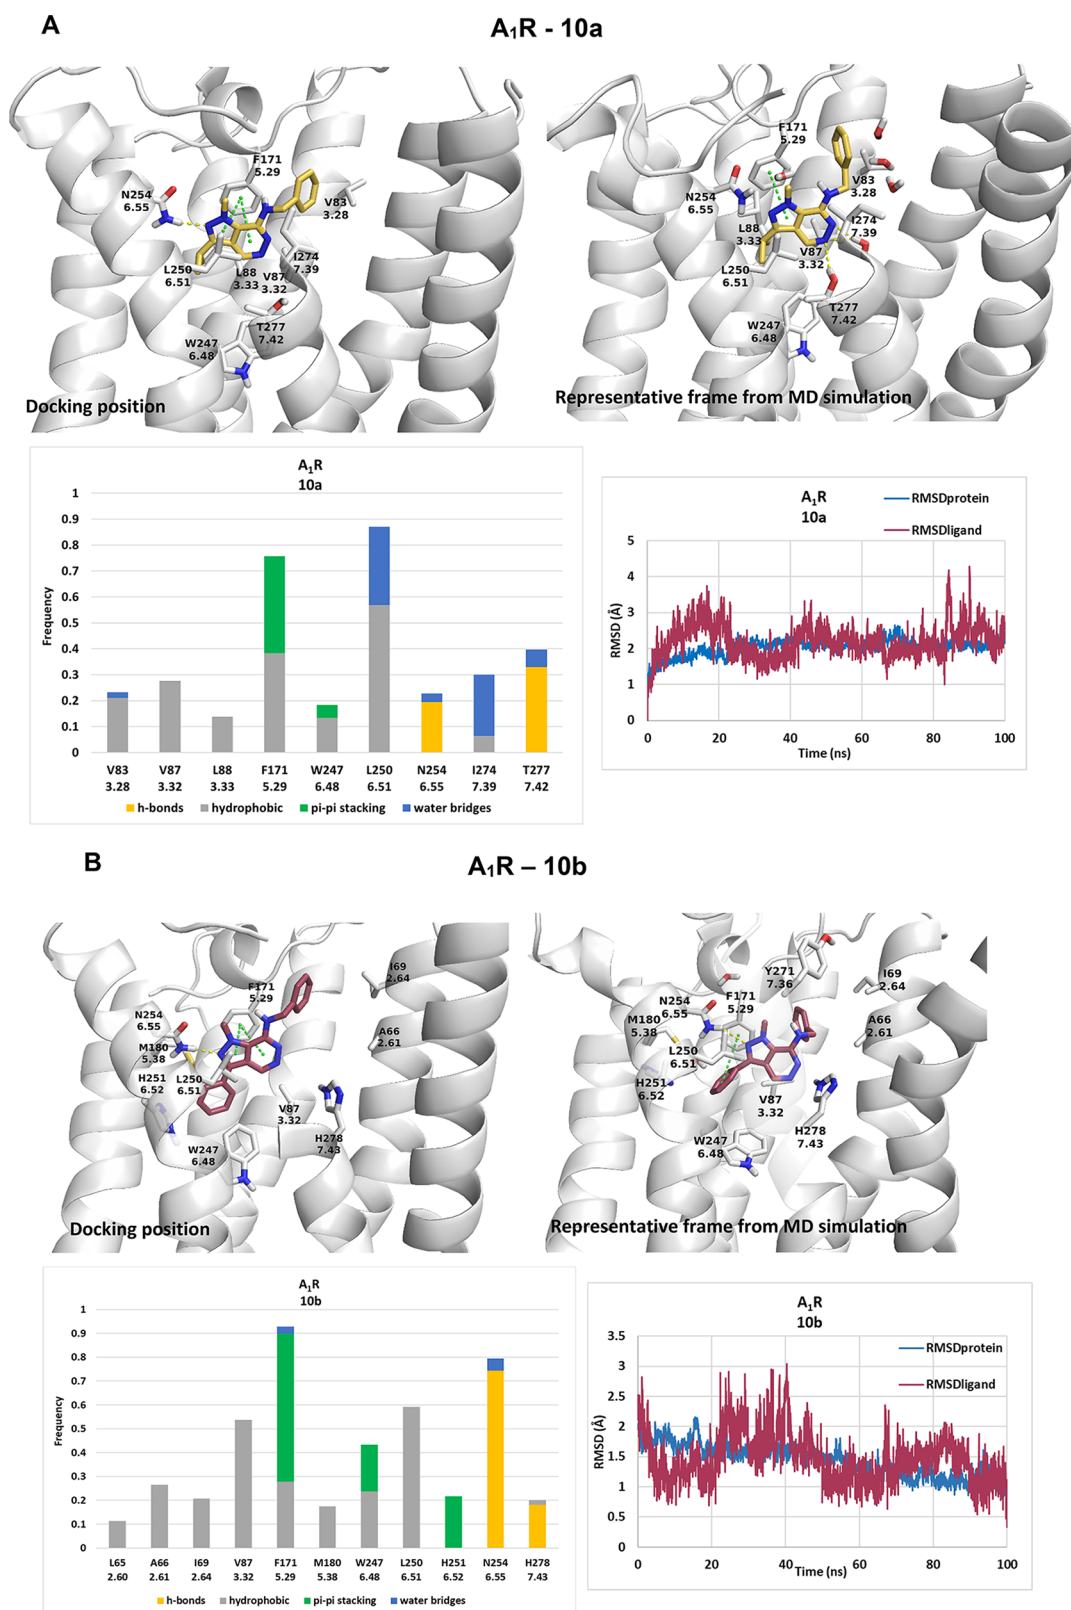 A
A₁R - 10a
F171
5.29
N254
6.55
V83
3.28
I274
7.39
L250
6.51
L88
3.33
V87
3.32
T277
7.42
W247
6.48
Docking position
F171
5.29
N254
6.55
V83
3.28
L88
3.33
I274
7.39
V87
3.32
L250
6.51
T277
7.42
W247
6.48
Representative frame from MD simulation
A₁R
10a
Frequency
1
0.9
0.8
0.7
0.6
0.5
0.4
0.3
0.2
0.1
0
V83 V87 L88 F171 W247 L250 N254 I274 T277
3.28 3.32 3.33 5.29 6.48 6.51 6.55 7.39 7.42
h-bonds hydrophobic pi-pi stacking water bridges
A₁R
10a
RMSDprotein
RMSDligand
RMSD (Å)
5
4
3
2
1
0
0 20 40 60 80 100
Time (ns)
B
A₁R – 10b
I69
2.64
F171
5.29
N254
6.55
A66
2.61
M180
5.38
H251
6.52
L250
6.51
V87
3.32
H278
7.43
W247
6.48
Docking position
Y271
7.36
I69
2.64
F171
5.29
N254
6.55
M180
5.38
A66
2.61
L250
6.51
H251
6.52
V87
3.32
H278
7.43
W247
6.48
Representative frame from MD simulation
A₁R
10b
Frequency
1
0.9
0.8
0.7
0.6
0.5
0.4
0.3
0.2
0.1
0
L65 A66 I69 V87 F171 M180 W247 L250 H251 N254 H278
2.60 2.61 2.64 3.32 5.29 5.38 6.48 6.51 6.52 6.55 7.43
h-bonds hydrophobic pi-pi stacking water bridges
A₁R
10b
RMSDprotein
RMSDligand
RMSD (Å)
3.5
3
2.5
2
1.5
1
0.5
0
0 20 40 60 80 100
Time (ns)